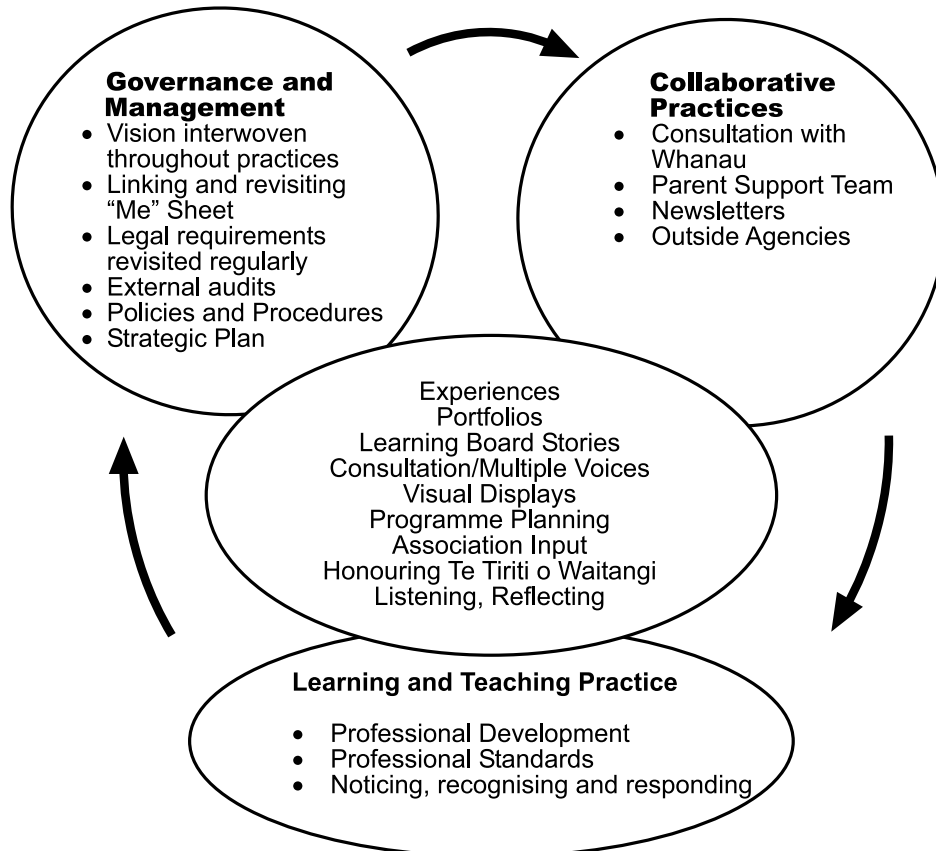 Governance and
Management
• Vision interwoven
throughout practices
• Linking and revisiting
“Me” Sheet
• Legal requirements
revisited regularly
• External audits
• Policies and Procedures
• Strategic Plan
Collaborative
Practices
• Consultation with
Whanau
• Parent Support Team
• Newsletters
• Outside Agencies
Experiences
Portfolios
Learning Board Stories
Consultation/Multiple Voices
Visual Displays
Programme Planning
Association Input
Honouring Te Tiriti o Waitangi
Listening, Reflecting
Learning and Teaching Practice
• Professional Development
• Professional Standards
• Noticing, recognising and responding